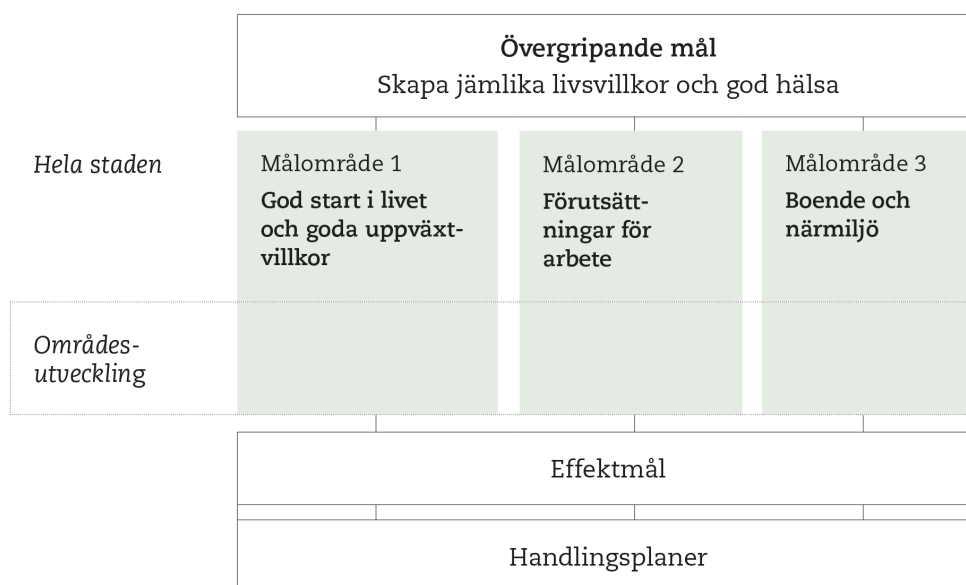 Övergripande mål
Skapa jämlika livsvillkor och god hälsa
Hela staden
Målområde 1
God start i livet
och goda uppväxt-
villkor
Målområde 2
Förutsätt-
ningar för
arbete
Målområde 3
Boende och
närmiljö
Områdes-
utveckling
Effektmål
Handlingsplaner